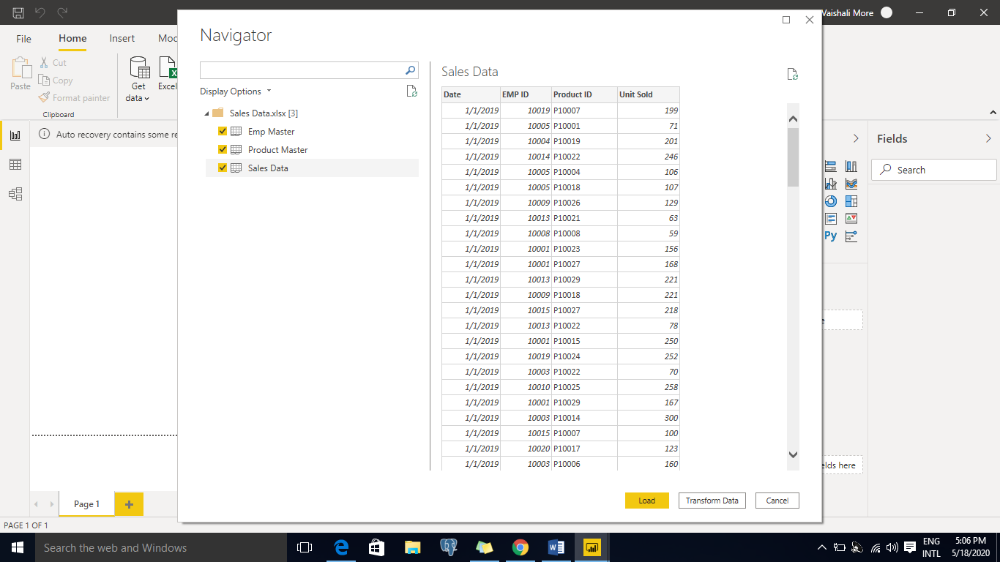 Vaishali More
Navigator
File Home Insert Mod
Cut
Copy
Format painter
Paste
Get data
Excel
Clipboard
Auto recovery contains some re
Display Options
Sales Data.xlsx [3]
Emp Master
Product Master
Sales Data
Sales Data
Date EMP ID Product ID Unit Sold
1/1/2019 10019 P10007 199
1/1/2019 10005 P10001 71
1/1/2019 10004 P10019 201
1/1/2019 10014 P10022 246
1/1/2019 10005 P10004 106
1/1/2019 10005 P10018 107
1/1/2019 10009 P10026 129
1/1/2019 10013 P10021 63
1/1/2019 10008 P10008 59
1/1/2019 10001 P10023 156
1/1/2019 10001 P10027 168
1/1/2019 10013 P10029 221
1/1/2019 10009 P10018 221
1/1/2019 10015 P10027 218
1/1/2019 10013 P10022 78
1/1/2019 10001 P10015 250
1/1/2019 10019 P10024 252
1/1/2019 10003 P10022 70
1/1/2019 10010 P10025 258
1/1/2019 10001 P10029 167
1/1/2019 10003 P10014 300
1/1/2019 10015 P10007 100
1/1/2019 10020 P10017 123
1/1/2019 10003 P10006 160
Load Transform Data Cancel
Fields
Search
Py
e
elds here
Page 1
PAGE 1 OF 1
Search the web and Windows
ENG
INTL
5:06 PM
5/18/2020